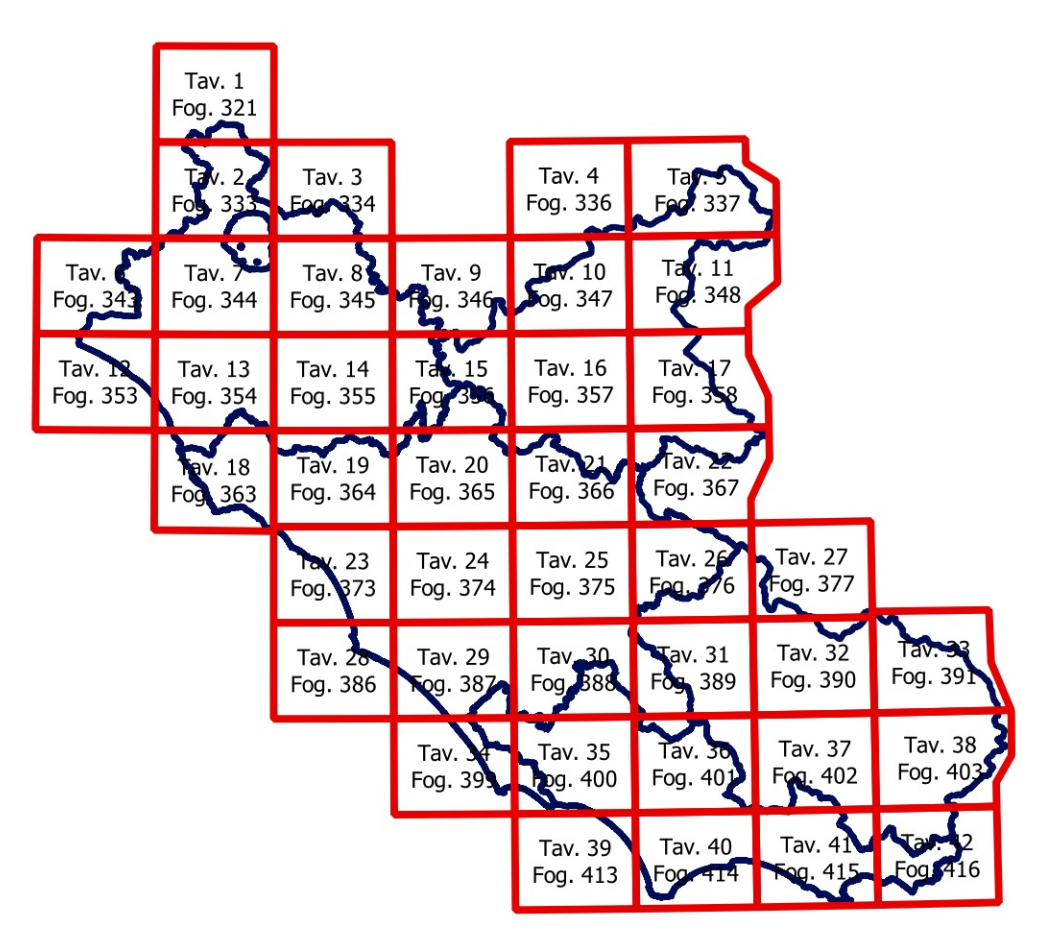 Tav. 1
Fog. 321
Tav. 2
Fog. 333
Tav. 3
Fog. 334
Tav. 4
Fog. 336
Tav. 5
Fog. 337
Tav. 6
Fog. 343
Tav. 7
Fog. 344
Tav. 8
Fog. 345
Tav. 9
Fog. 346
Tav. 10
Fog. 347
Tav. 11
Fog. 348
Tav. 12
Fog. 353
Tav. 13
Fog. 354
Tav. 14
Fog. 355
Tav. 15
Fog. 356
Tav. 16
Fog. 357
Tav. 17
Fog. 358
Tav. 18
Fog. 363
Tav. 19
Fog. 364
Tav. 20
Fog. 365
Tav. 21
Fog. 366
Tav. 22
Fog. 367
Tav. 23
Fog. 373
Tav. 24
Fog. 374
Tav. 25
Fog. 375
Tav. 26
Fog. 376
Tav. 27
Fog. 377
Tav. 28
Fog. 386
Tav. 29
Fog. 387
Tav. 30
Fog. 388
Tav. 31
Fog. 389
Tav. 32
Fog. 390
Tav. 33
Fog. 391
Tav. 34
Fog. 399
Tav. 35
Fog. 400
Tav. 36
Fog. 401
Tav. 37
Fog. 402
Tav. 38
Fog. 403
Tav. 39
Fog. 413
Tav. 40
Fog. 414
Tav. 41
Fog. 415
Tav. 42
Fog. 416